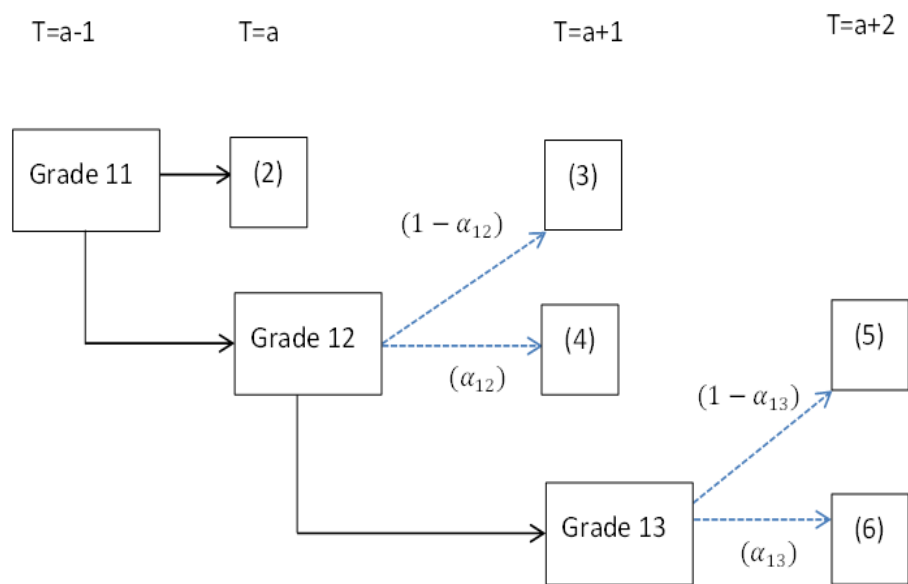 T=a-1 T=a T=a+1 T=a+2
Grade 11
(2)
(3)
(1 − α₁₂)
Grade 12
(4)
(5)
(α₁₂)
(1 − α₁₃)
Grade 13
(6)
(α₁₃)